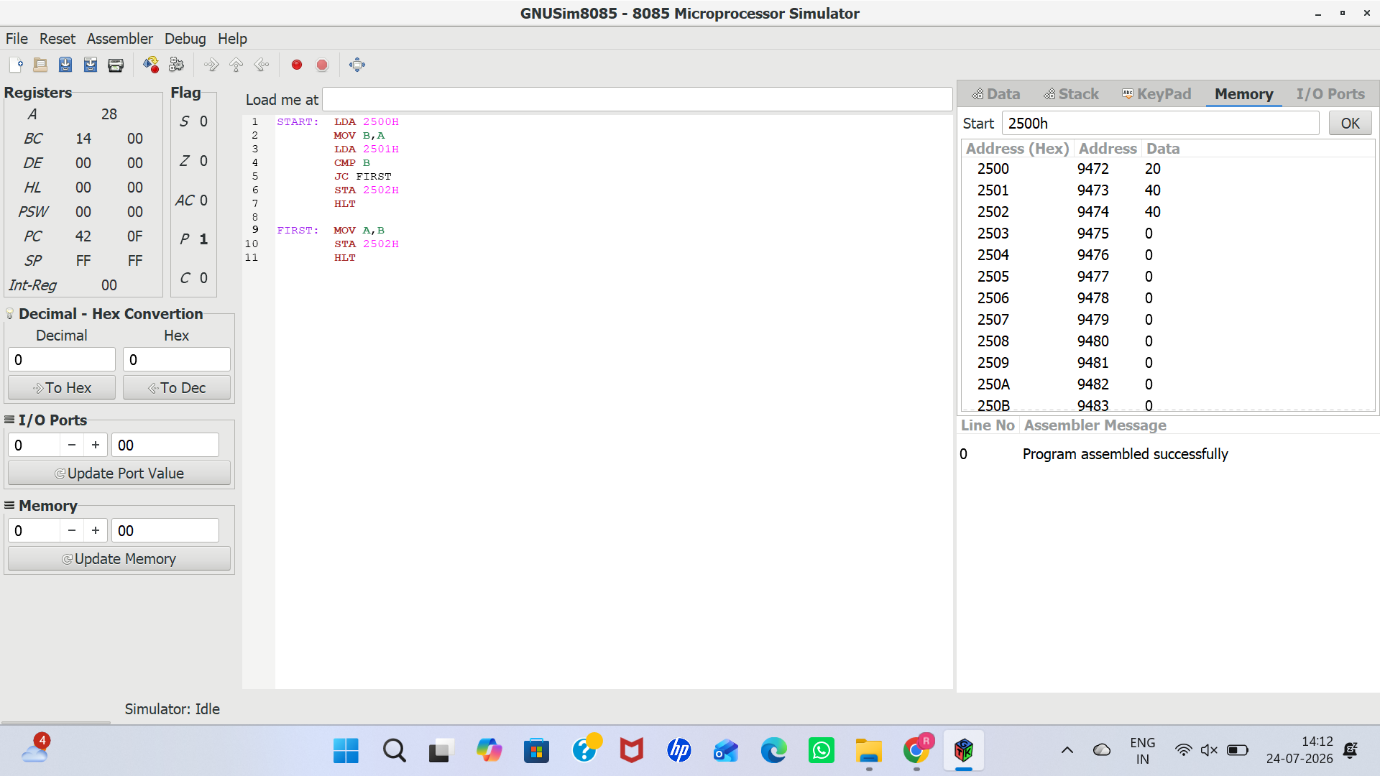 GNUSim8085 - 8085 Microprocessor Simulator
File Reset Assembler Debug Help
Registers
A 28
BC 14 00
DE 00 00
HL 00 00
PSW 00 00
PC 42 0F
SP FF FF
Int-Reg 00
Flag
S 0
Z 0
AC 0
P 1
C 0
Decimal - Hex Convertion
Decimal Hex
0 0
To Hex To Dec
I/O Ports
0 - + 00
Update Port Value
Memory
0 - + 00
Update Memory
Load me at
1 START: LDA 2500H
2 MOV B,A
3 LDA 2501H
4 CMP B
5 JC FIRST
6 STA 2502H
7 HLT
8
9 FIRST: MOV A,B
10 STA 2502H
11 HLT
Data Stack KeyPad Memory I/O Ports
Start 2500h OK
Address (Hex) Address Data
2500 9472 20
2501 9473 40
2502 9474 40
2503 9475 0
2504 9476 0
2505 9477 0
2506 9478 0
2507 9479 0
2508 9480 0
2509 9481 0
250A 9482 0
250B 9483 0
Line No Assembler Message
0 Program assembled successfully
Simulator: Idle
4
hp
R
ENG
IN
14:12
24-07-2026